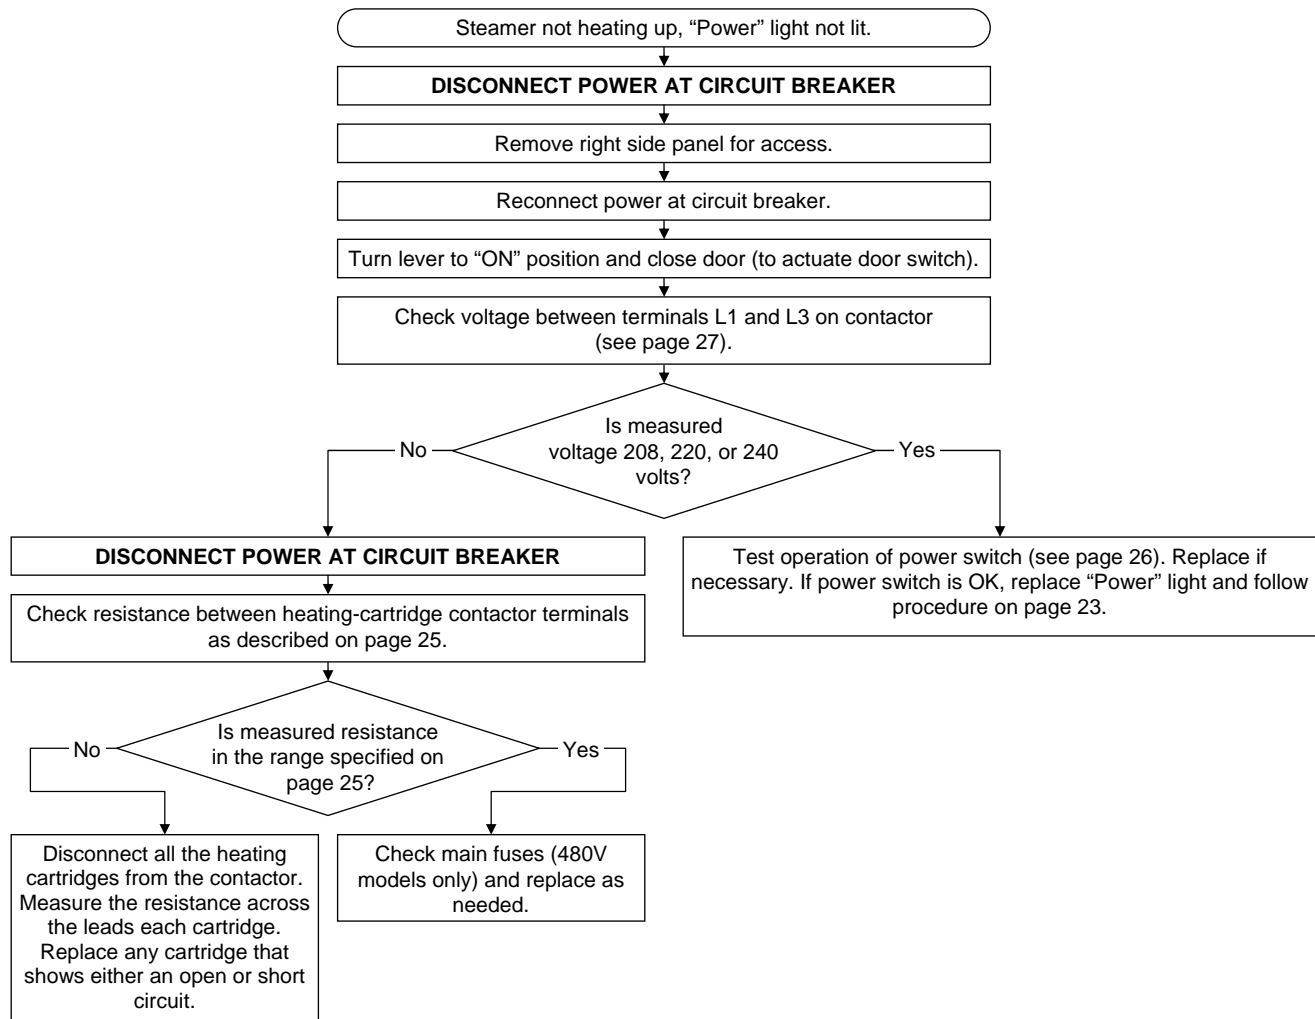 Steamer not heating up, “Power” light not lit.
DISCONNECT POWER AT CIRCUIT BREAKER
Remove right side panel for access.
Reconnect power at circuit breaker.
Turn lever to “ON” position and close door (to actuate door switch).
Check voltage between terminals L1 and L3 on contactor
(see page 27).
Is measured
voltage 208, 220, or 240
volts?
No
Yes
DISCONNECT POWER AT CIRCUIT BREAKER
Check resistance between heating-cartridge contactor terminals
as described on page 25.
Test operation of power switch (see page 26). Replace if
necessary. If power switch is OK, replace “Power” light and follow
procedure on page 23.
Is measured resistance
in the range specified on
page 25?
No
Yes
Disconnect all the heating
cartridges from the contactor.
Measure the resistance across
the leads each cartridge.
Replace any cartridge that
shows either an open or short
circuit.
Check main fuses (480V
models only) and replace as
needed.